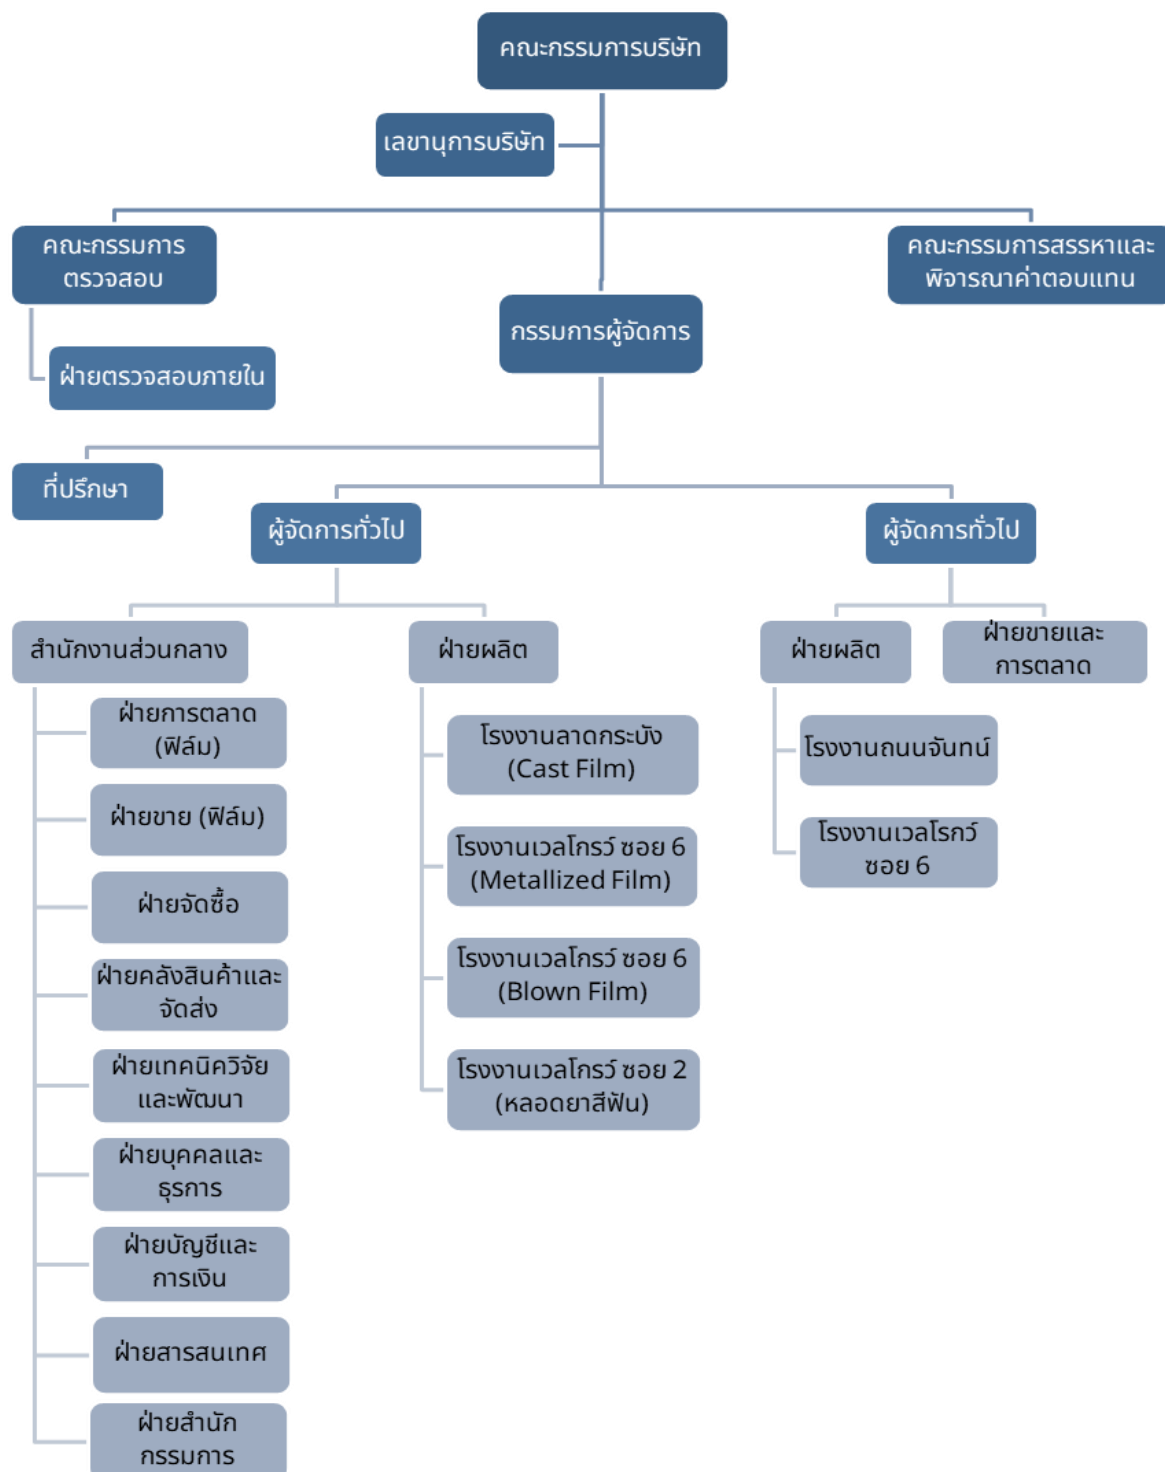 คณะกรรมการบริษัท
เลขานุการบริษัท
คณะกรรมการ
ตรวจสอบ
คณะกรรมการสรรหาและ
พิจารณาค่าตอบแทน
กรรมการผู้จัดการ
ฝ่ายตรวจสอบภายใน
ที่ปรึกษา
ผู้จัดการทั่วไป
ผู้จัดการทั่วไป
สำนักงานส่วนกลาง
ฝ่ายการตลาด
(ฟิล์ม)
ฝ่ายขาย (ฟิล์ม)
ฝ่ายจัดซื้อ
ฝ่ายคลังสินค้าและ
จัดส่ง
ฝ่ายเทคนิควิจัย
และพัฒนา
ฝ่ายบุคคลและ
ธุรการ
ฝ่ายบัญชีและ
การเงิน
ฝ่ายสารสนเทศ
ฝ่ายสำนัก
กรรมการ
ฝ่ายผลิต
โรงงานลาดกระบัง
(Cast Film)
โรงงานเวลโกรว์ ซอย 6
(Metallized Film)
โรงงานเวลโกรว์ ซอย 6
(Blown Film)
โรงงานเวลโกรว์ ซอย 2
(หลอดยาสีฟัน)
ฝ่ายผลิต
โรงงานถนนจันทน์
โรงงานเวลโรกว์
ซอย 6
ฝ่ายขายและ
การตลาด